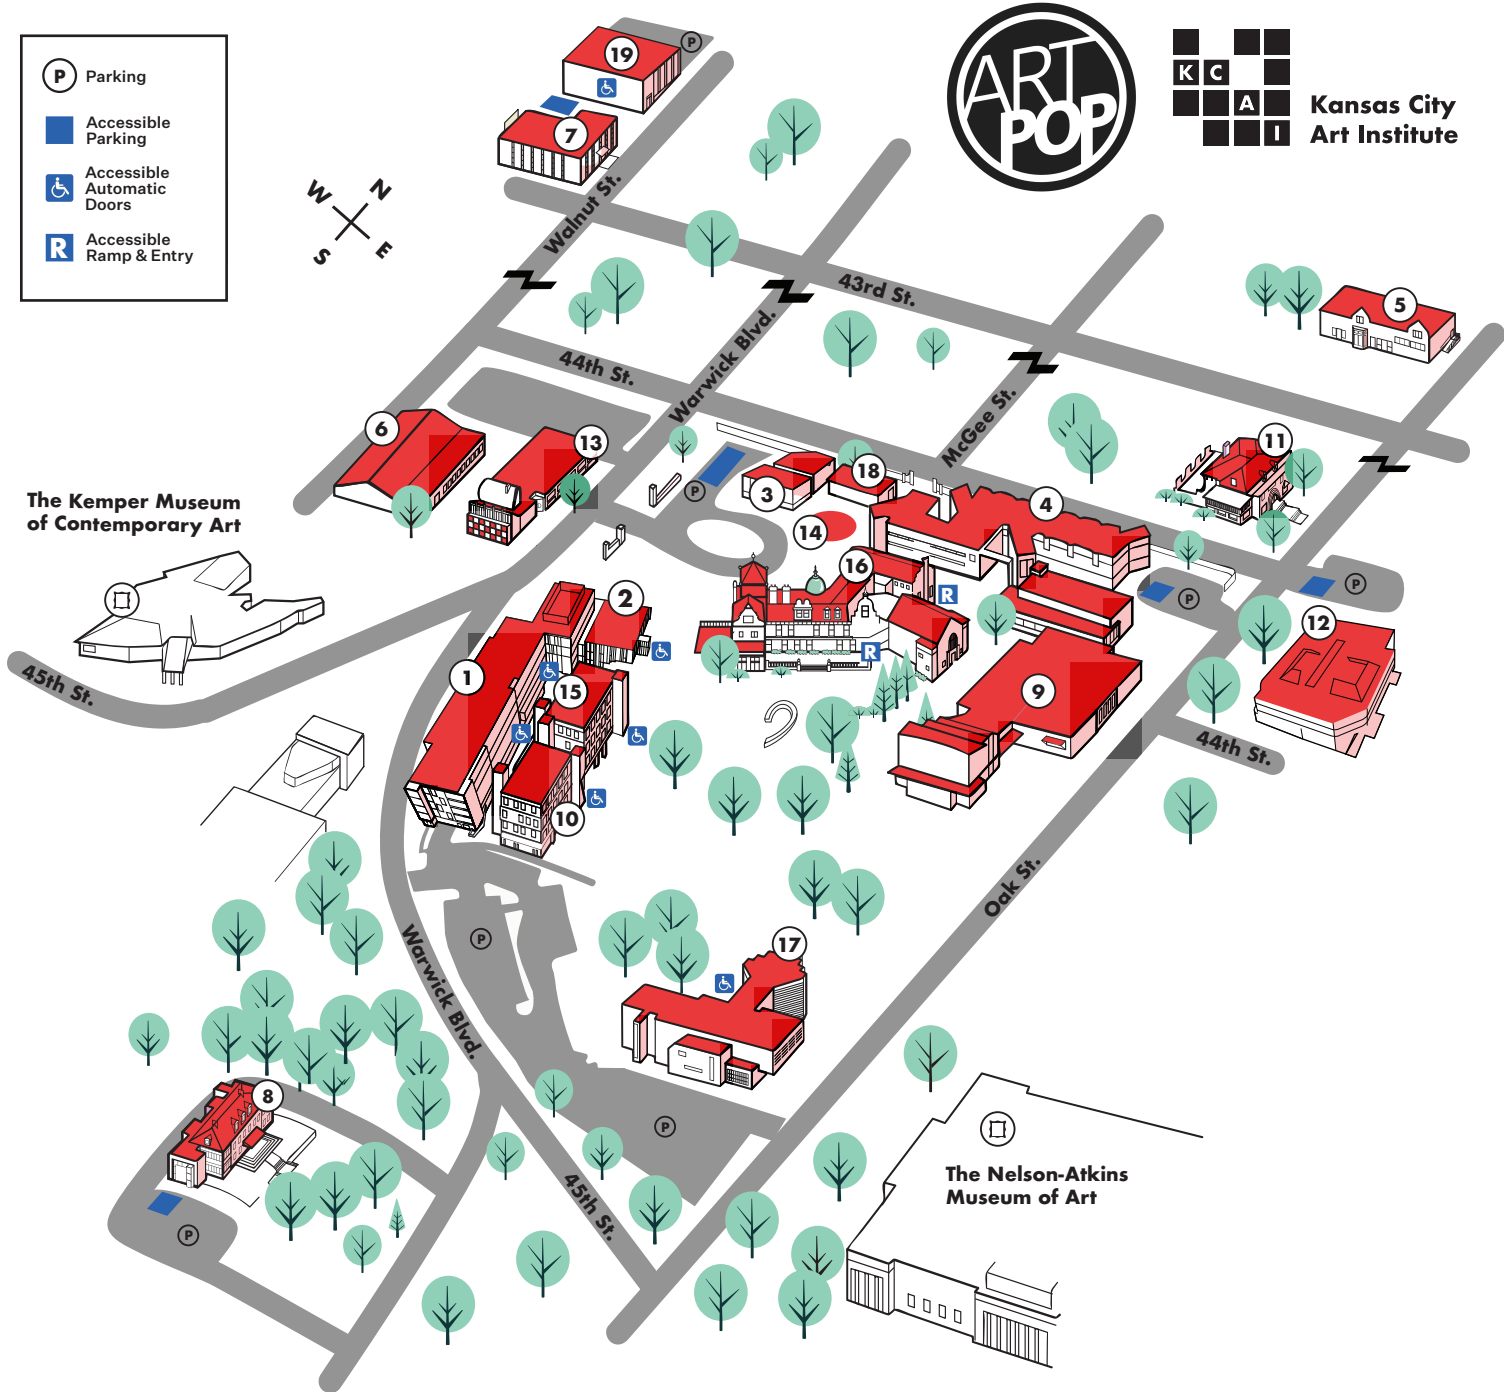 P Parking
Accessible
Parking
Accessible
Automatic
Doors
R Accessible
Ramp & Entry
W
N
S
E
ART
POP
K C
A
I
Kansas City
Art Institute
19
P
7
Walnut St.
43rd St.
5
44th St.
Warwick Blvd.
McGee St.
6
13
11
The Kemper Museum
of Contemporary Art
P
3
18
14
4
16
R
P
P
2
12
45th St.
1
15
R
9
44th St.
10
Oak St.
P
17
Warwick Blvd.
8
P
The Nelson-Atkins
Museum of Art
45th St.
P